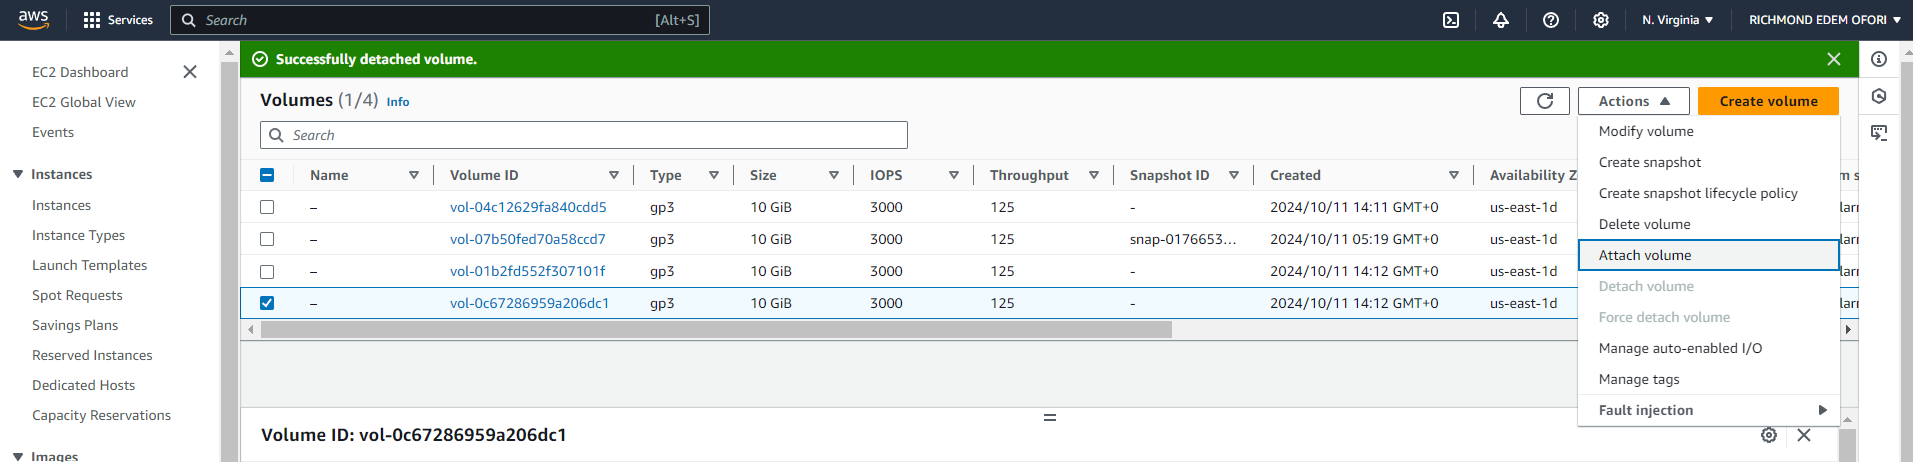 aws Services Search [Alt+S] N. Virginia RICHMOND EDEM OFORI
EC2 Dashboard
EC2 Global View
Events
Instances
Instances
Instance Types
Launch Templates
Spot Requests
Savings Plans
Reserved Instances
Dedicated Hosts
Capacity Reservations
Images
Successfully detached volume.
Volumes (1/4) Info
Actions
Create volume
Search
Name Volume ID Type Size IOPS Throughput Snapshot ID Created Availability Z
– vol-04c12629fa840cdd5 gp3 10 GiB 3000 125 - 2024/10/11 14:11 GMT+0 us-east-1d
– vol-07b50fed70a58ccd7 gp3 10 GiB 3000 125 snap-0176653... 2024/10/11 05:19 GMT+0 us-east-1d
– vol-01b2fd552f307101f gp3 10 GiB 3000 125 - 2024/10/11 14:12 GMT+0 us-east-1d
– vol-0c67286959a206dc1 gp3 10 GiB 3000 125 - 2024/10/11 14:12 GMT+0 us-east-1d
Modify volume
Create snapshot
Create snapshot lifecycle policy
Delete volume
Attach volume
Detach volume
Force detach volume
Manage auto-enabled I/O
Manage tags
Fault injection
Volume ID: vol-0c67286959a206dc1